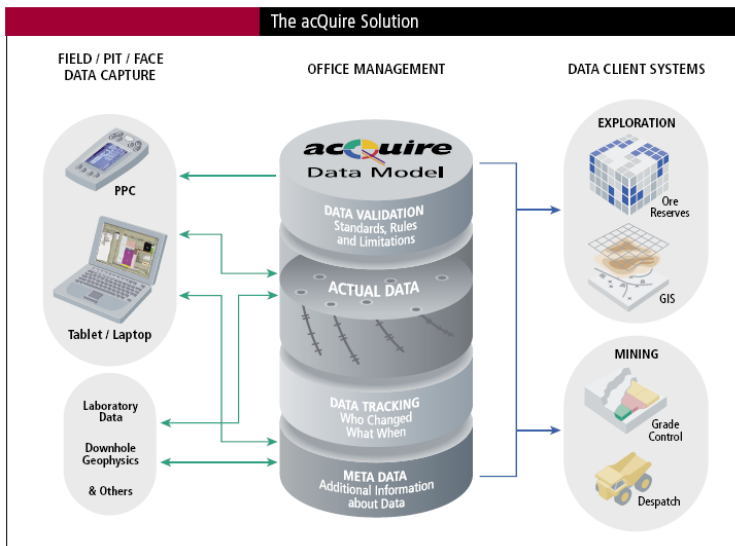 The acQuire Solution
FIELD / PIT / FACE
DATA CAPTURE
OFFICE MANAGEMENT
DATA CLIENT SYSTEMS
PPC
Tablet / Laptop
Laboratory
Data
Downhole
Geophysics
& Others
acQuire
Data Model
DATA VALIDATION
Standards, Rules
and Limitations
ACTUAL DATA
DATA TRACKING
Who Changed
What When
META DATA
Additional Information
about Data
EXPLORATION
Ore
Reserves
GIS
MINING
Grade
Control
Despatch